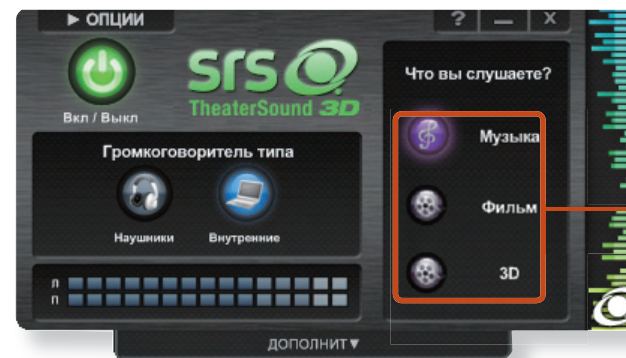 ► ОПЦИИ
? — X
Вкл / Выкл
SRS
TheaterSound 3D
Громкоговоритель типа
Наушники
Внутренние
Л
П
Что вы слушаете?
Музыка
Фильм
3D
ДОПОЛНИТ▼